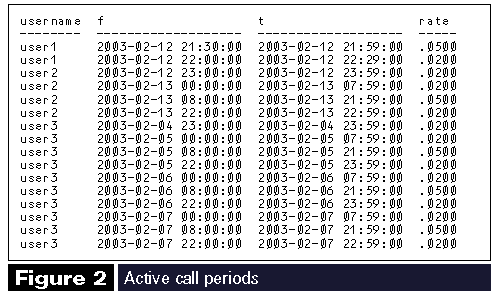 username f t rate
-------- ------------------- ------------------- -----
user1 2003-02-12 21:30:00 2003-02-12 21:59:00 .0500
user1 2003-02-12 22:00:00 2003-02-12 22:29:00 .0200
user2 2003-02-12 23:00:00 2003-02-12 23:59:00 .0200
user2 2003-02-13 00:00:00 2003-02-13 07:59:00 .0200
user2 2003-02-13 08:00:00 2003-02-13 21:59:00 .0500
user2 2003-02-13 22:00:00 2003-02-13 22:59:00 .0200
user3 2003-02-04 23:00:00 2003-02-04 23:59:00 .0200
user3 2003-02-05 00:00:00 2003-02-05 07:59:00 .0200
user3 2003-02-05 08:00:00 2003-02-05 21:59:00 .0500
user3 2003-02-05 22:00:00 2003-02-05 23:59:00 .0200
user3 2003-02-06 00:00:00 2003-02-06 07:59:00 .0200
user3 2003-02-06 08:00:00 2003-02-06 21:59:00 .0500
user3 2003-02-06 22:00:00 2003-02-06 23:59:00 .0200
user3 2003-02-07 00:00:00 2003-02-07 07:59:00 .0200
user3 2003-02-07 08:00:00 2003-02-07 21:59:00 .0500
user3 2003-02-07 22:00:00 2003-02-07 22:59:00 .0200
Figure 2 Active call periods